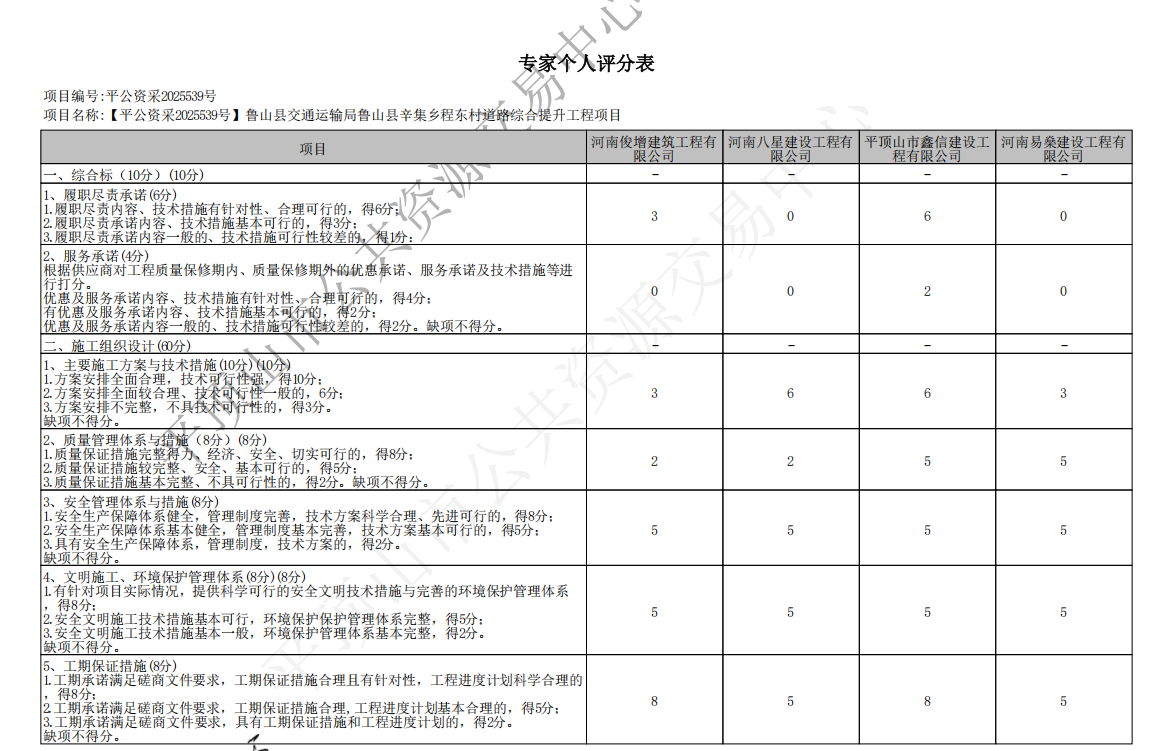 专家个人评分表
项目编号:平公资采2025539号
项目名称:【平公资采2025539号】鲁山县交通运输局鲁山县辛集乡程东村道路综合提升工程项目
项目 河南俊增建筑工程有限公司 河南八星建设工程有限公司 平顶山市鑫信建设工程有限公司 河南易燊建设工程有限公司
一、综合标（10分）(10分) - - - -
1、履职尽责承诺(6分)
1.履职尽责内容、技术措施有针对性、合理可行的，得6分;
2.履职尽责承诺内容、技术措施基本可行的，得3分;
3.履职尽责承诺内容一般的、技术措施可行性较差的，得1分:
3 0 6 0
2、服务承诺(4分)
根据供应商对工程质量保修期内、质量保修期外的优惠承诺、服务承诺及技术措施等进
行打分。
优惠及服务承诺内容、技术措施有针对性、合理可行的，得4分;
有优惠及服务承诺内容、技术措施基本可行的，得2分;
优惠及服务承诺内容一般的、技术措施可行性较差的，得2分。缺项不得分。
0 0 2 0
二、施工组织设计(60分) - - - -
1、主要施工方案与技术措施(10分)(10分)
1.方案安排全面合理，技术可行性强，得10分;
2.方案安排全面较合理、技术可行性一般的，6分;
3.方案安排不完整，不具技术可行性的，得3分。
缺项不得分。
3 6 6 3
2、质量管理体系与措施（8分）(8分)
1.质量保证措施完整得力、经济、安全、切实可行的，得8分;
2.质量保证措施较完整、安全、基本可行的，得5分;
3.质量保证措施基本完整、不具可行性的，得2分。缺项不得分。
2 2 5 5
3、安全管理体系与措施(8分)
1.安全生产保障体系健全，管理制度完善，技术方案科学合理、先进可行的，得8分;
2.安全生产保障体系基本健全，管理制度基本完善，技术方案基本可行的，得5分;
3.具有安全生产保障体系，管理制度，技术方案的，得2分。
缺项不得分。
5 5 5 5
4、文明施工、环境保护管理体系(8分)(8分)
1.有针对项目实际情况，提供科学可行的安全文明技术措施与完善的环境保护管理体系
，得8分;
2.安全文明施工技术措施基本可行，环境保护保护管理体系完整，得5分;
3.安全文明施工技术措施基本一般，环境保护管理体系基本完整，得2分。
缺项不得分。
5 5 5 5
5、工期保证措施(8分)
1.工期承诺满足磋商文件要求，工期保证措施合理且有针对性，工程进度计划科学合理的
，得8分;
2.工期承诺满足磋商文件要求，工期保证措施合理,工程进度计划基本合理的，得5分;
3.工期承诺满足磋商文件要求，具有工期保证措施和工程进度计划的，得2分。
缺项不得分。
8 5 8 5
平顶山市公共资源交易中心
平顶山市公共资源交易中心